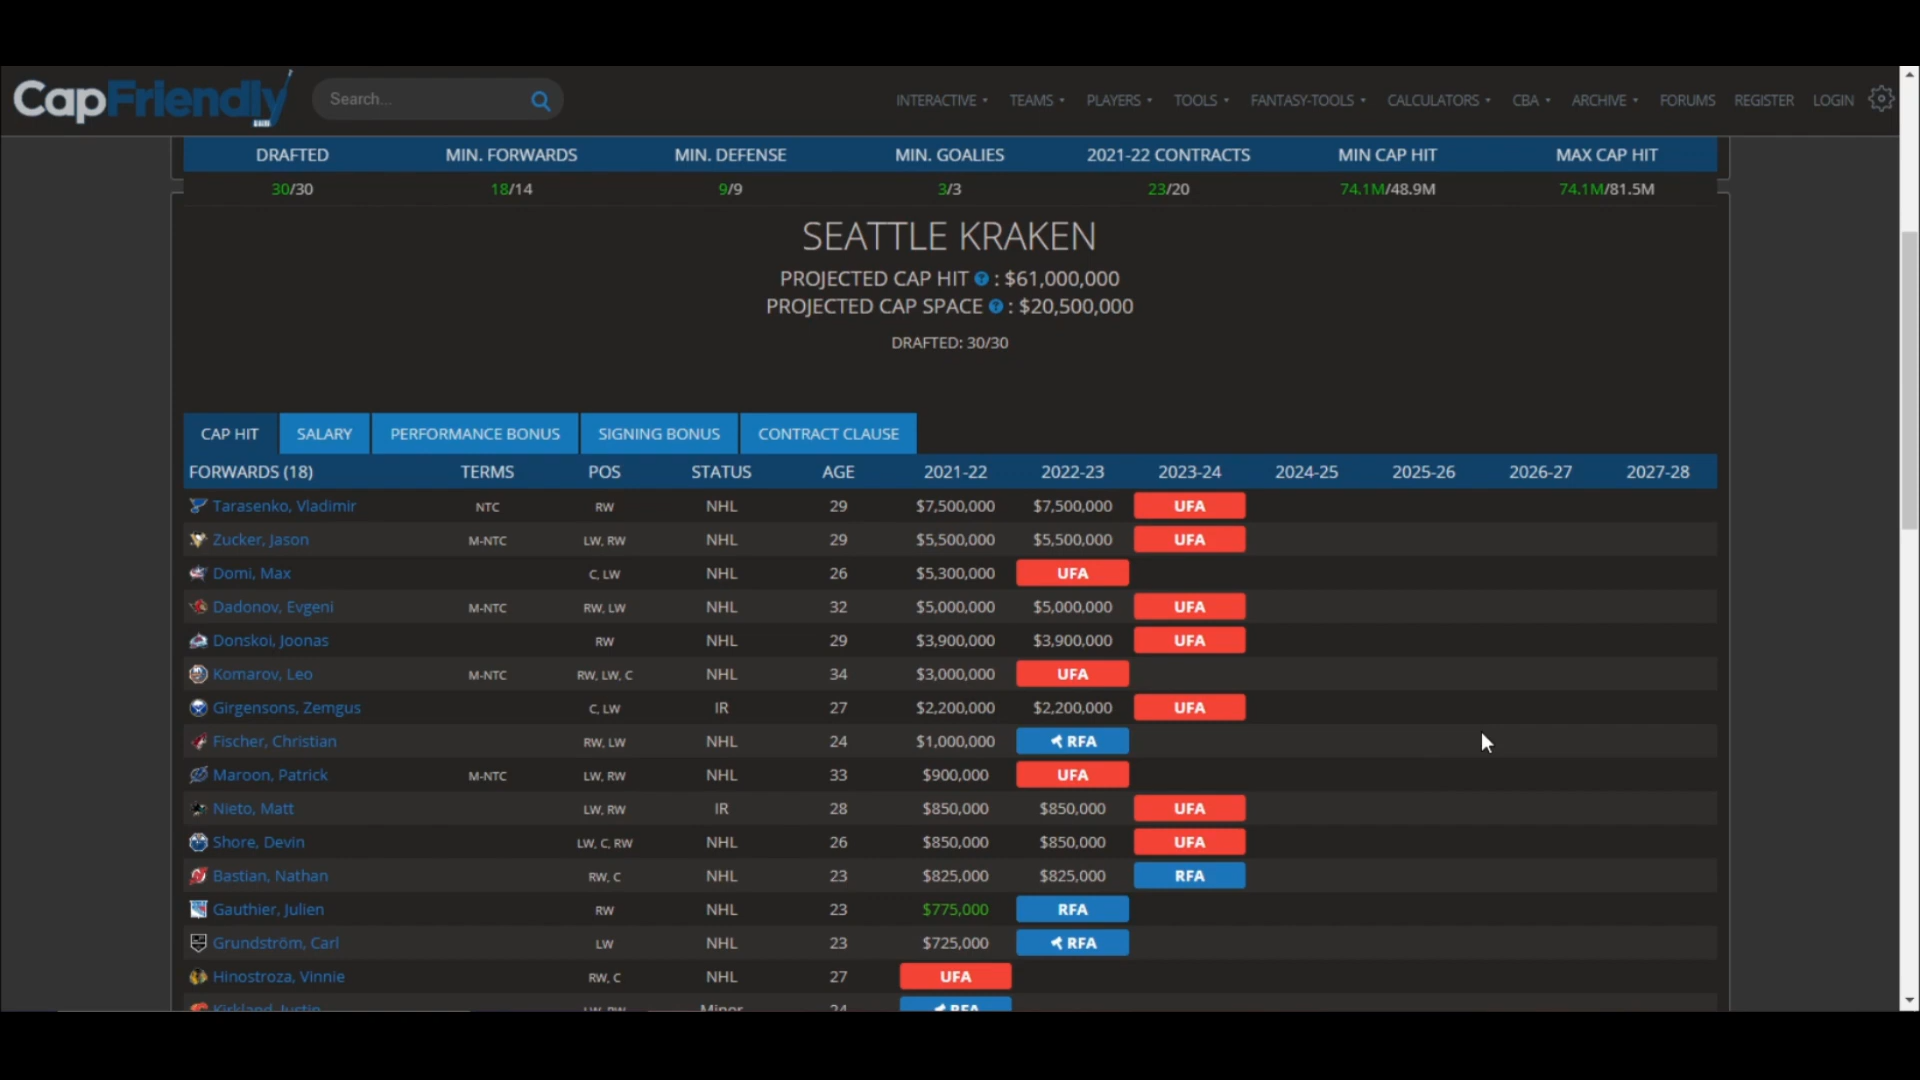 CapFriendly
Search...
INTERACTIVE TEAMS PLAYERS TOOLS FANTASY-TOOLS CALCULATORS CBA ARCHIVE FORUMS REGISTER LOGIN
DRAFTED MIN. FORWARDS MIN. DEFENSE MIN. GOALIES 2021-22 CONTRACTS MIN CAP HIT MAX CAP HIT
30/30 18/14 9/9 3/3 23/20 74.1M/48.9M 74.1M/81.5M
SEATTLE KRAKEN
PROJECTED CAP HIT ? : $61,000,000
PROJECTED CAP SPACE ? : $20,500,000
DRAFTED: 30/30
CAP HIT SALARY PERFORMANCE BONUS SIGNING BONUS CONTRACT CLAUSE
FORWARDS (18) TERMS POS STATUS AGE 2021-22 2022-23 2023-24 2024-25 2025-26 2026-27 2027-28
Tarasenko, Vladimir NTC RW NHL 29 $7,500,000 $7,500,000 UFA
Zucker, Jason M-NTC LW, RW NHL 29 $5,500,000 $5,500,000 UFA
Domi, Max C, LW NHL 26 $5,300,000 UFA
Dadonov, Evgeni M-NTC RW, LW NHL 32 $5,000,000 $5,000,000 UFA
Donskoi, Joonas RW NHL 29 $3,900,000 $3,900,000 UFA
Komarov, Leo M-NTC RW, LW, C NHL 34 $3,000,000 UFA
Girgensons, Zemgus C, LW IR 27 $2,200,000 $2,200,000 UFA
Fischer, Christian RW, LW NHL 24 $1,000,000 RFA
Maroon, Patrick M-NTC LW, RW NHL 33 $900,000 UFA
Nieto, Matt LW, RW IR 28 $850,000 $850,000 UFA
Shore, Devin LW, C, RW NHL 26 $850,000 $850,000 UFA
Bastian, Nathan RW, C NHL 23 $825,000 $825,000 RFA
Gauthier, Julien RW NHL 23 $775,000 RFA
Grundström, Carl LW NHL 23 $725,000 RFA
Hinostroza, Vinnie RW, C NHL 27 UFA
Kirkland, Justin LW, RW Minor 24 RFA